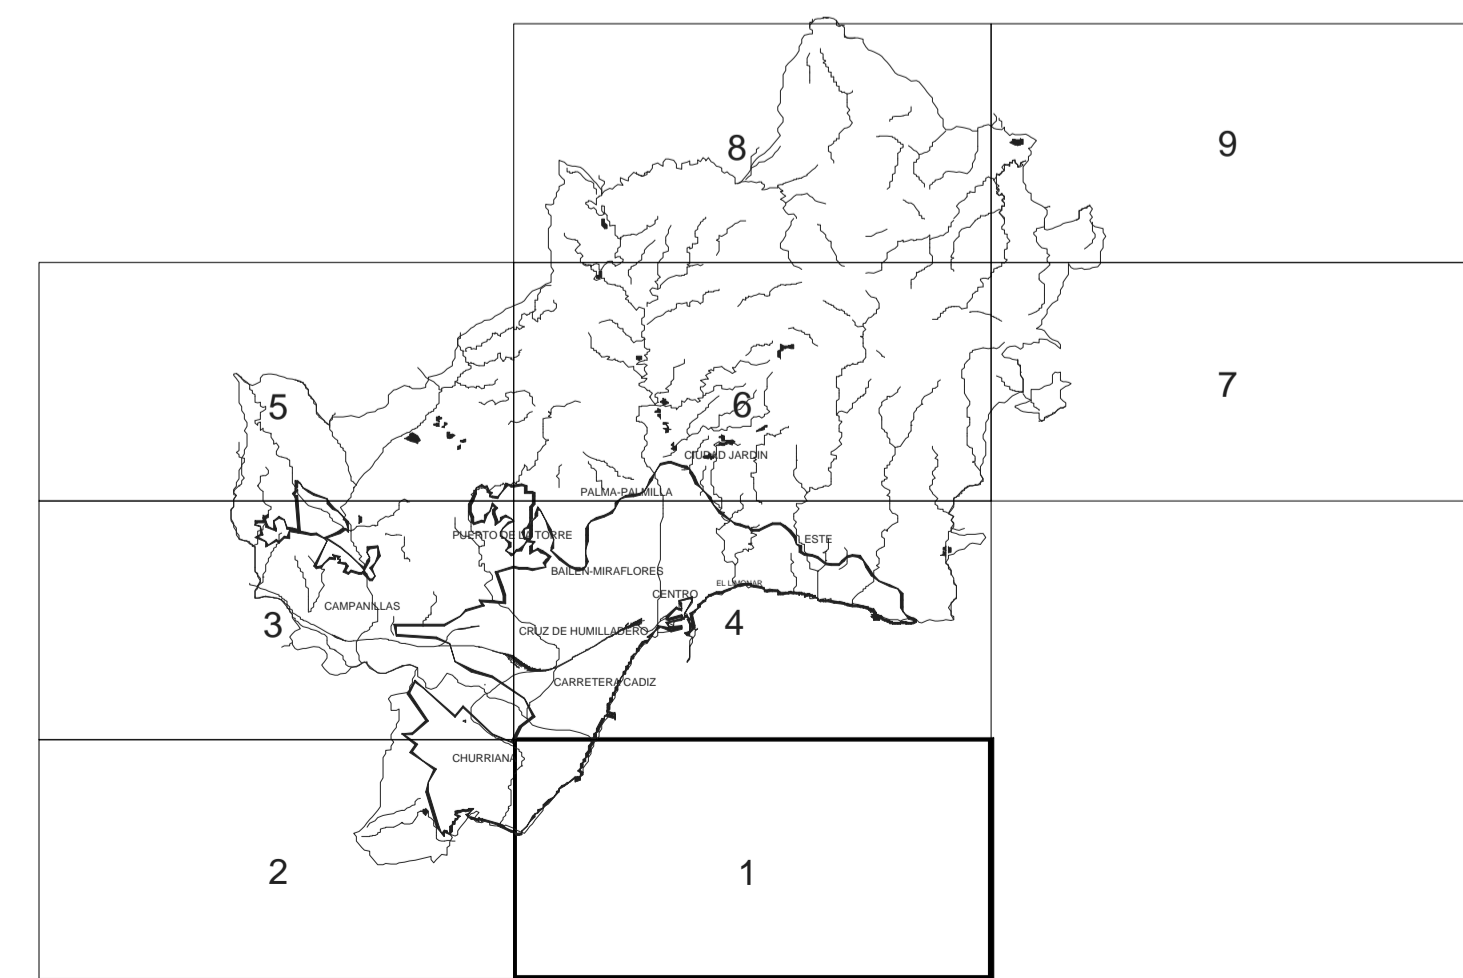 8
9
5
6
7
CIUDAD JARDIN
PALMA-PALMILLA
PUERTO DE LA TORRE
ESTE
BAILEN-MIRAFLORES
EL LIMONAR
CENTRO
CAMPANILLAS
3
4
CRUZ DE HUMILLADERO
CARRETERA CADIZ
CHURRIANA
2
1